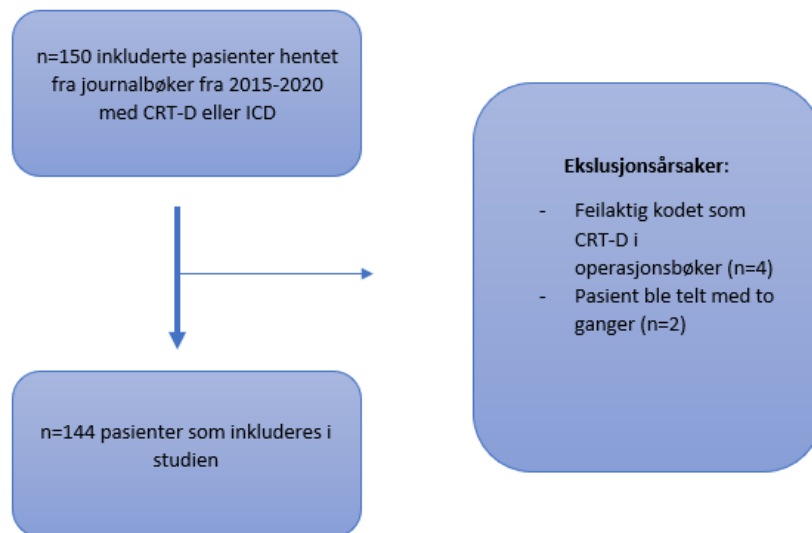 n=150 inkluderte pasienter hentet
fra journalbøker fra 2015-2020
med CRT-D eller ICD
Ekslusjonsårsaker:
- Feilaktig kodet som
CRT-D i
operasjonsbøker (n=4)
- Pasient ble telt med to
ganger (n=2)
n=144 pasienter som inkluderes i
studien